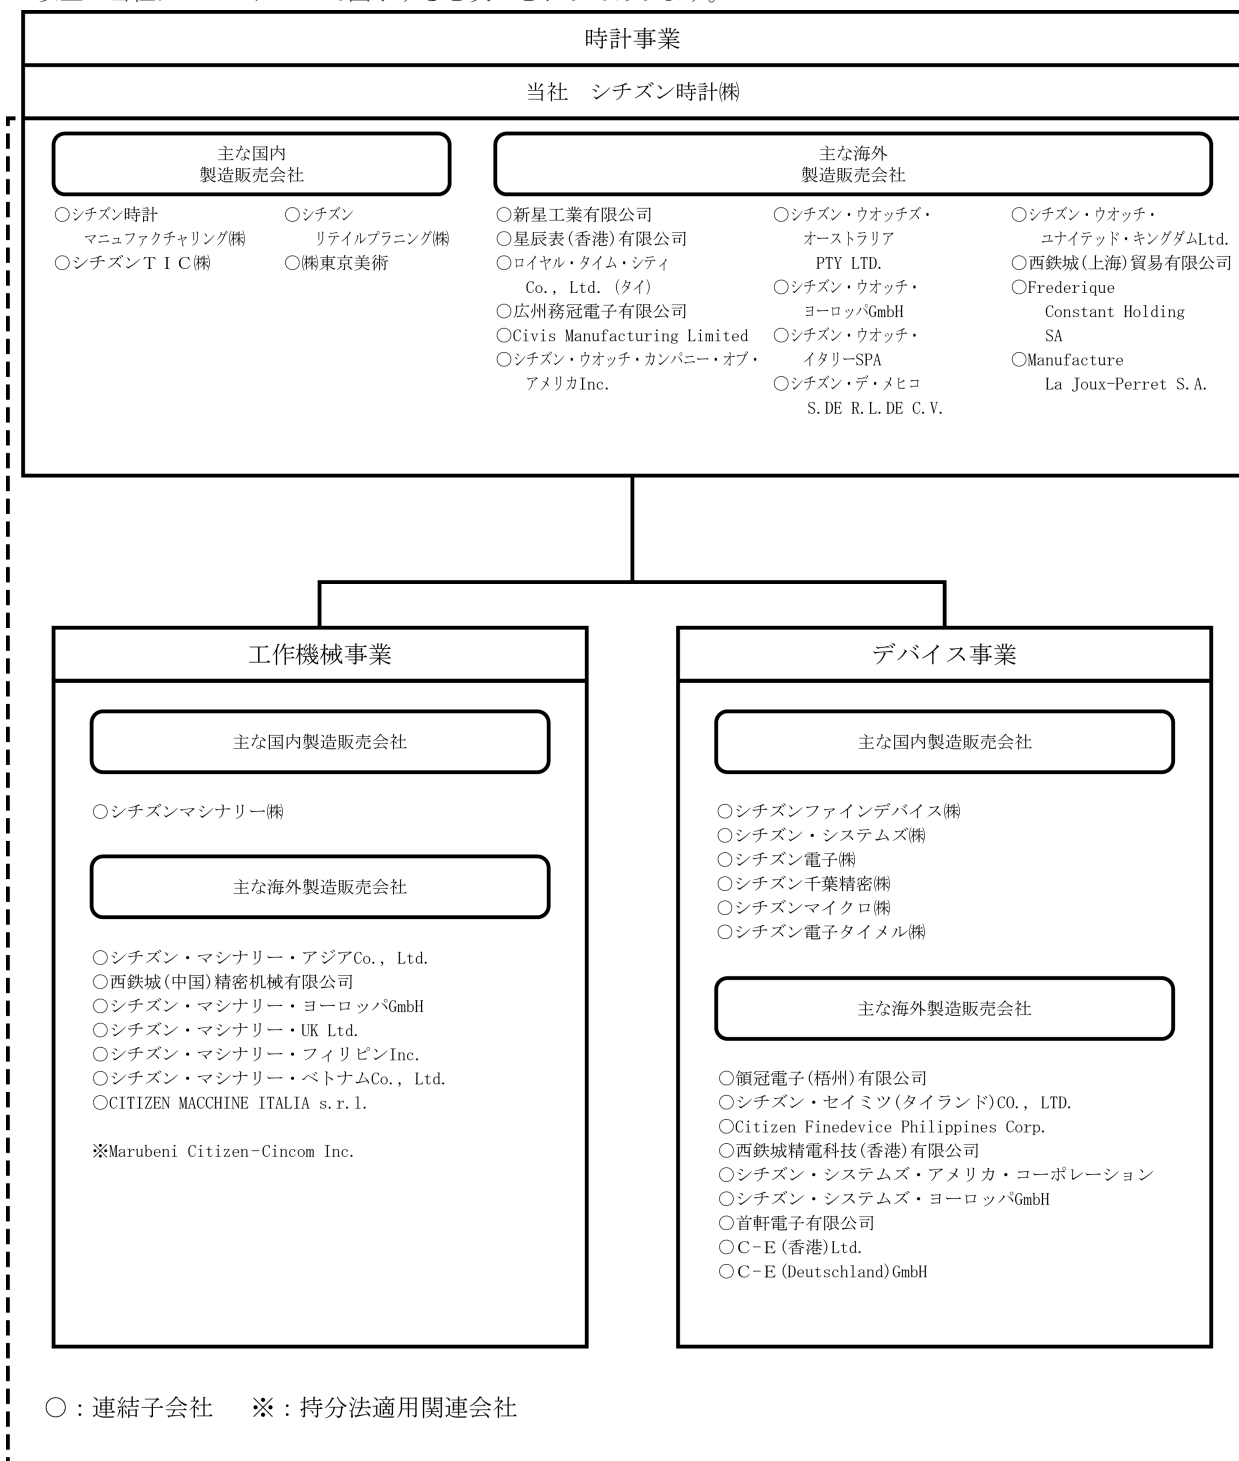 時計事業
当社　シチズン時計㈱
主な国内
製造販売会社
○シチズン時計
マニュファクチャリング㈱
○シチズンＴＩＣ㈱
○シチズン
リテイルプラニング㈱
○㈱東京美術
主な海外
製造販売会社
○新星工業有限公司
○星辰表(香港)有限公司
○ロイヤル・タイム・シティ
Co., Ltd. (タイ)
○広州務冠電子有限公司
○Civis Manufacturing Limited
○シチズン・ウオッチ・カンパニー・オブ・
アメリカInc.
○シチズン・ウオッチズ・
オーストラリア
PTY LTD.
○シチズン・ウオッチ・
ヨーロッパGmbH
○シチズン・ウオッチ・
イタリーSPA
○シチズン・デ・メヒコ
S.DE R.L.DE C.V.
○シチズン・ウオッチ・
ユナイテッド・キングダムLtd.
○西鉄城(上海)貿易有限公司
○Frederique
Constant Holding
SA
○Manufacture
La Joux-Perret S.A.
工作機械事業
主な国内製造販売会社
○シチズンマシナリー㈱
主な海外製造販売会社
○シチズン・マシナリー・アジアCo., Ltd.
○西鉄城(中国)精密机械有限公司
○シチズン・マシナリー・ヨーロッパGmbH
○シチズン・マシナリー・UK Ltd.
○シチズン・マシナリー・フィリピンInc.
○シチズン・マシナリー・ベトナムCo., Ltd.
○CITIZEN MACCHINE ITALIA s.r.l.
※Marubeni Citizen-Cincom Inc.
デバイス事業
主な国内製造販売会社
○シチズンファインデバイス㈱
○シチズン・システムズ㈱
○シチズン電子㈱
○シチズン千葉精密㈱
○シチズンマイクロ㈱
○シチズン電子タイメル㈱
主な海外製造販売会社
○領冠電子(梧州)有限公司
○シチズン・セイミツ(タイランド)CO., LTD.
○Citizen Finedevice Philippines Corp.
○西鉄城精電科技(香港)有限公司
○シチズン・システムズ・アメリカ・コーポレーション
○シチズン・システムズ・ヨーロッパGmbH
○首軒電子有限公司
○Ｃ-Ｅ(香港)Ltd.
○Ｃ-Ｅ(Deutschland)GmbH
○：連結子会社　※：持分法適用関連会社